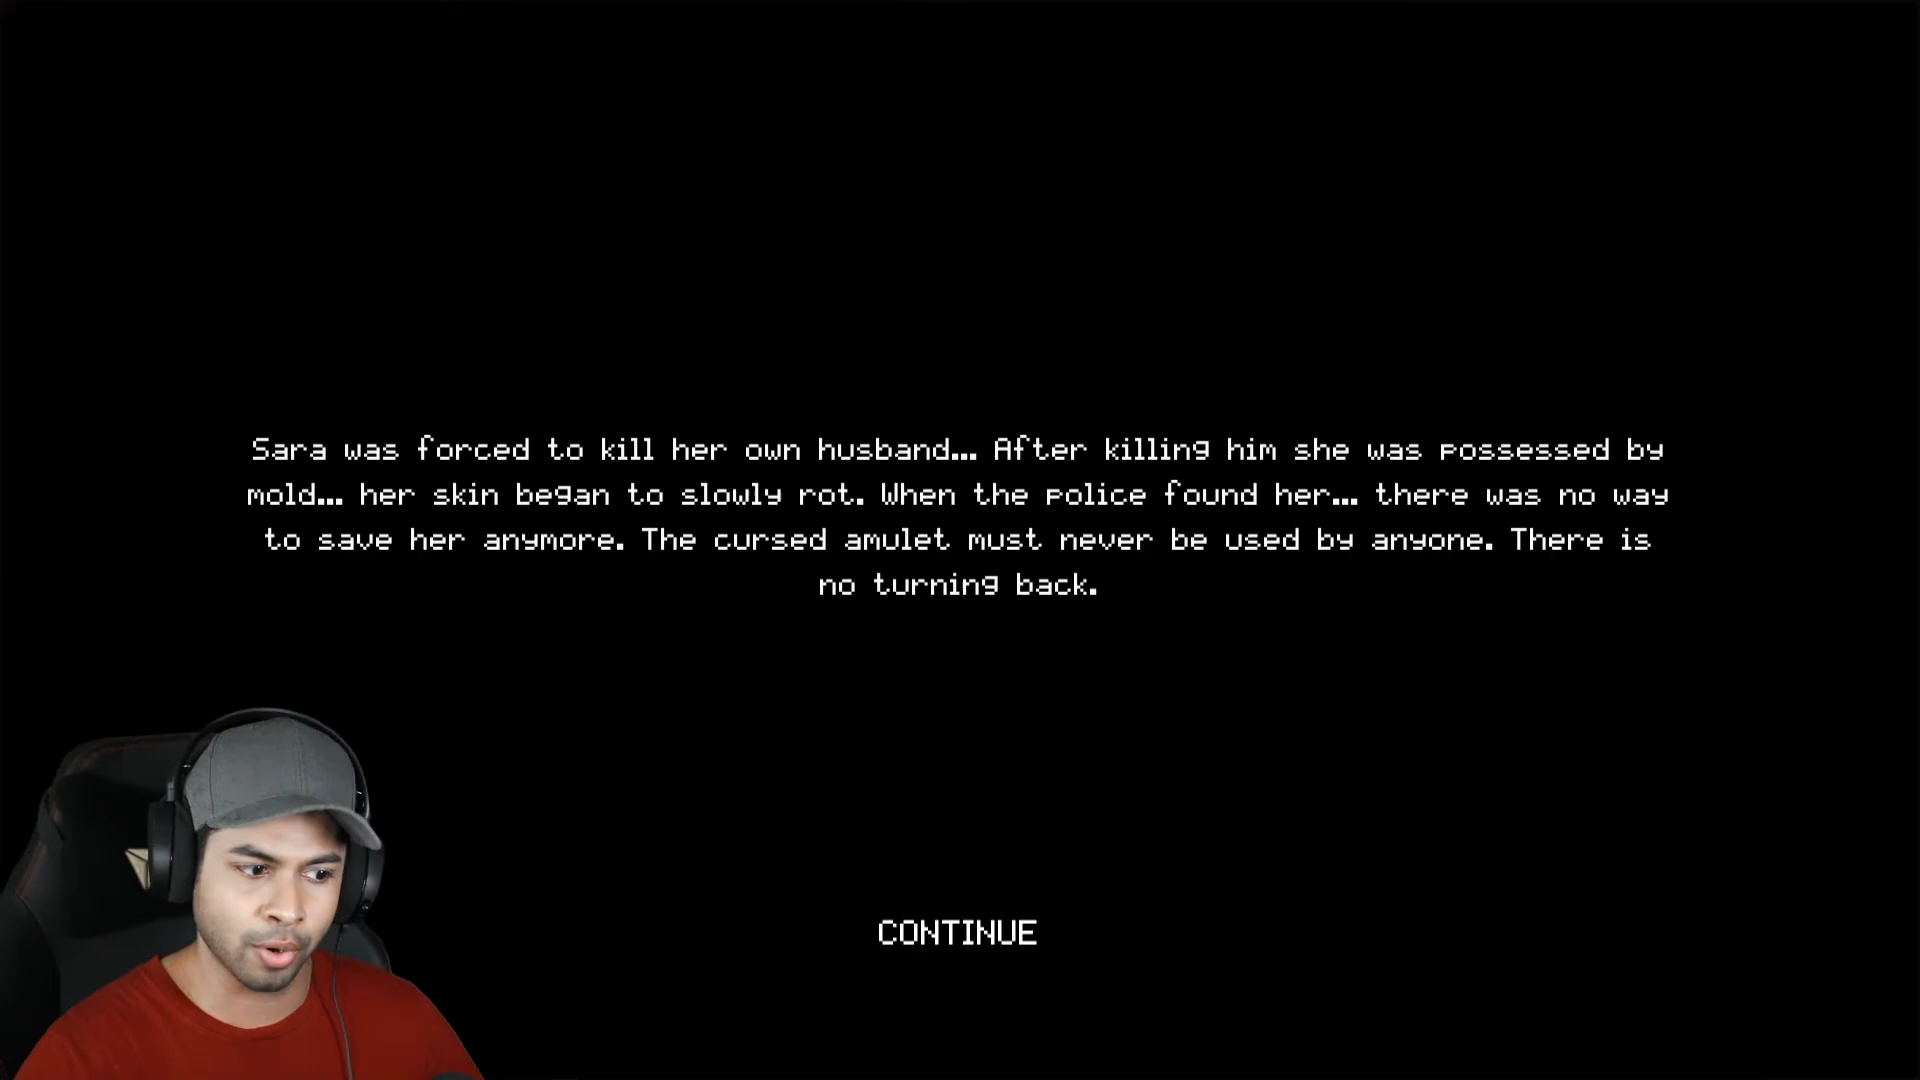 Sara was forced to kill her own husband... After killing him she was possessed by
mold... her skin began to slowly rot. When the police found her... there was no way
to save her anymore. The cursed amulet must never be used by anyone. There is
no turning back.
CONTINUE